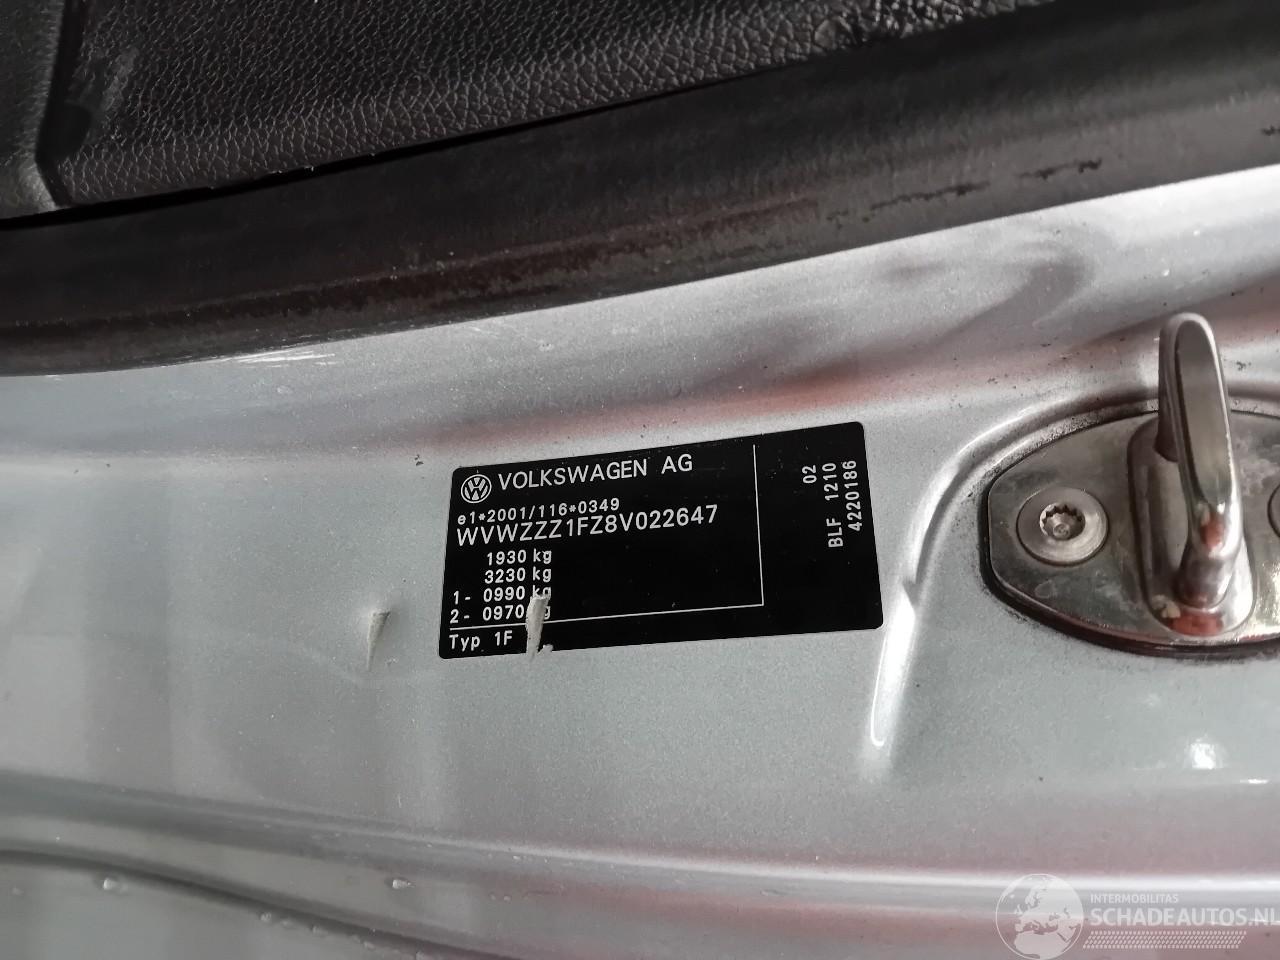 VOLKSWAGEN AG
e1*2001/116*0349
WVWZZZ1FZ8V022647
1930 kg
3230 kg
1- 0990 kg
2- 0970 kg
Typ 1F
02
BLF 1210
4220186
INTERMOBILITAS
SCHADEAUTOS.NL